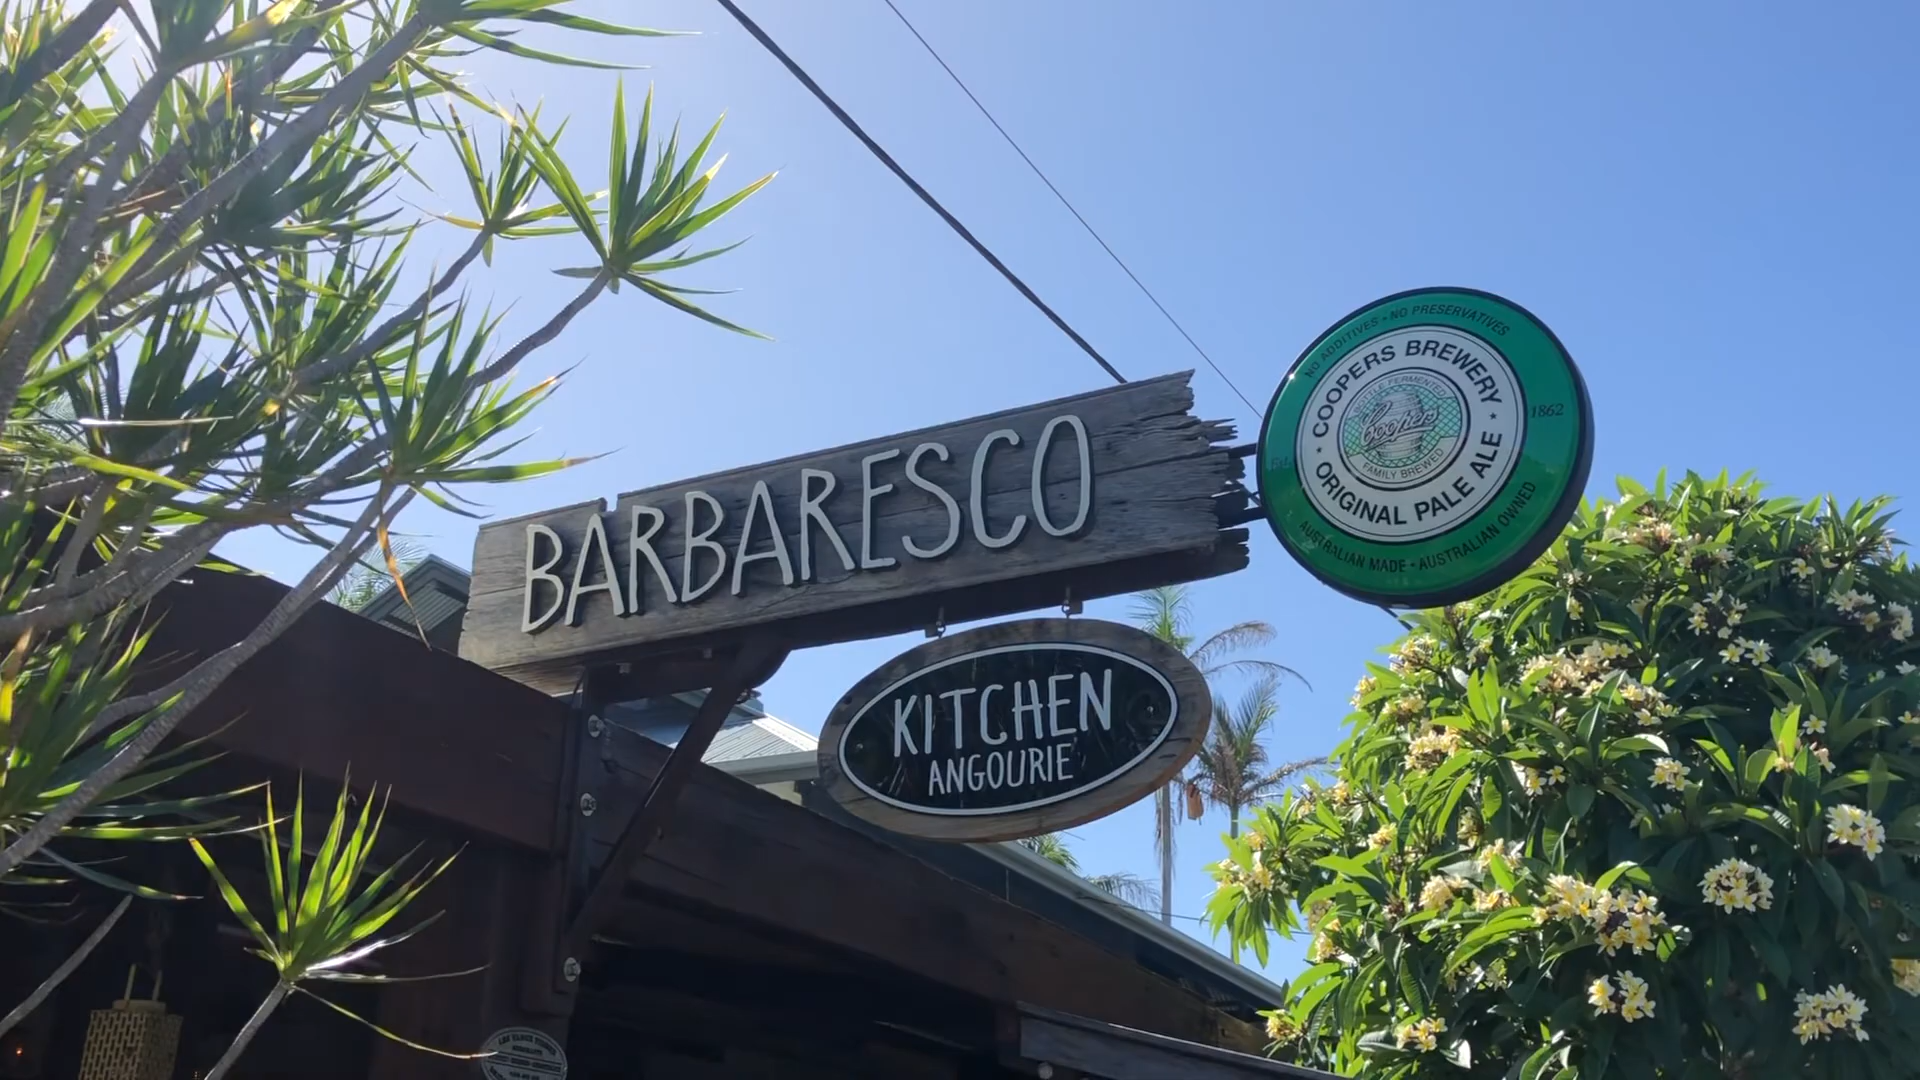 BARBARESCO
KITCHEN
ANGOURIE
NO ADDITIVES • NO PRESERVATIVES
COOPERS BREWERY
FERMENTED
Coopers
FAMILY BREWED
ORIGINAL PALE ALE
1862
AUSTRALIAN MADE • AUSTRALIAN OWNED